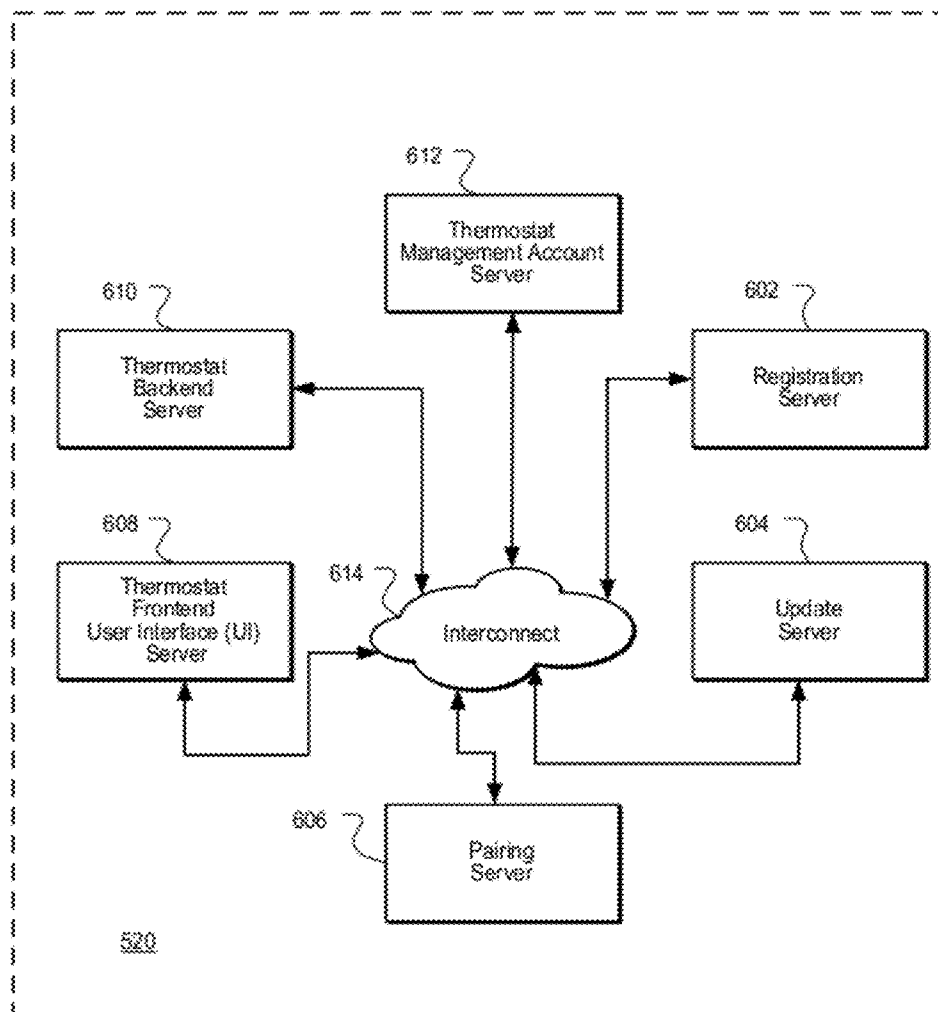 612
Thermostat
Management Account
Server
610
Thermostat
Backend
Server
602
Registration
Server
608
Thermostat
Frontend
User Interface (UI)
Server
604
Update
Server
614
Interconnect
606
Pairing
Server
520